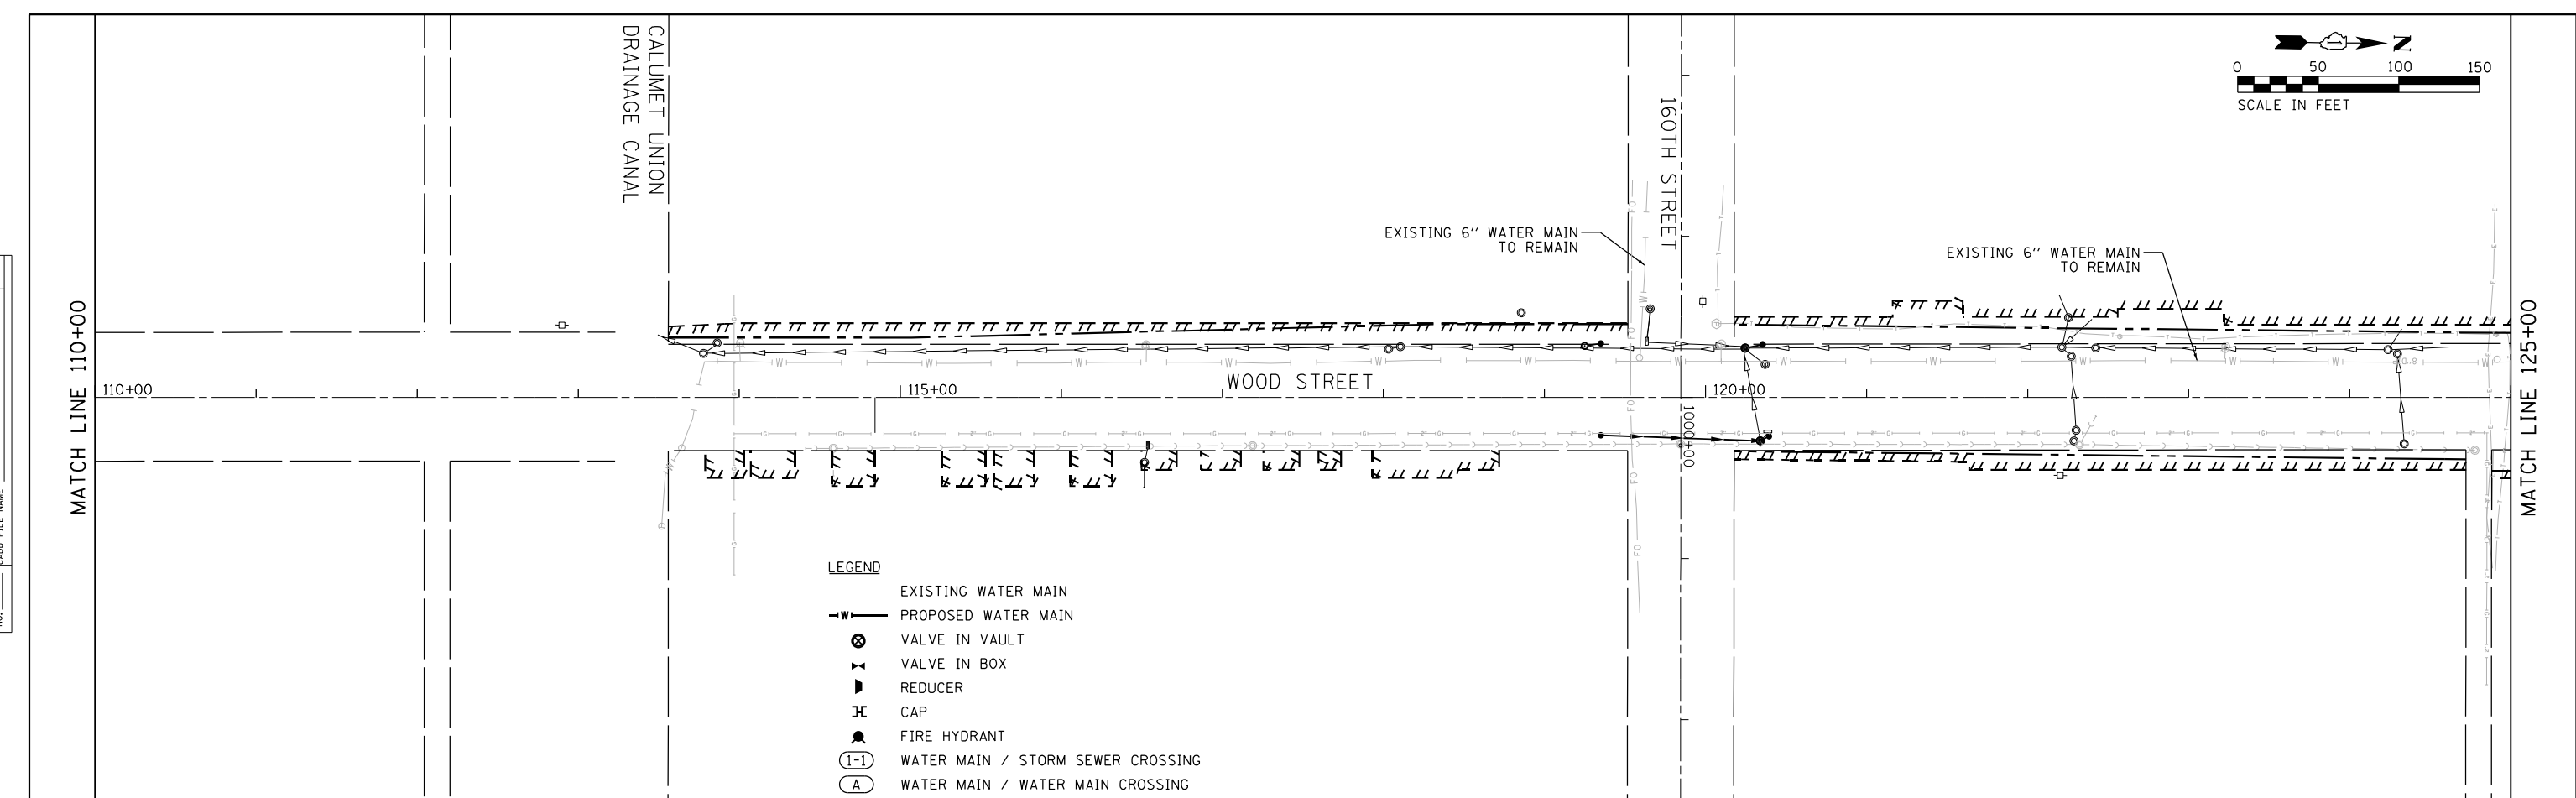 CALUMET UNION
DRAINAGE CANAL
160TH STREET
N
0 50 100 150
SCALE IN FEET
EXISTING 6'' WATER MAIN
TO REMAIN
EXISTING 6'' WATER MAIN
TO REMAIN
MATCH LINE 110+00
110+00
115+00
WOOD STREET
120+00
1000+00
MATCH LINE 125+00
LEGEND
EXISTING WATER MAIN
W PROPOSED WATER MAIN
VALVE IN VAULT
VALVE IN BOX
REDUCER
CAP
FIRE HYDRANT
1-1 WATER MAIN / STORM SEWER CROSSING
A WATER MAIN / WATER MAIN CROSSING